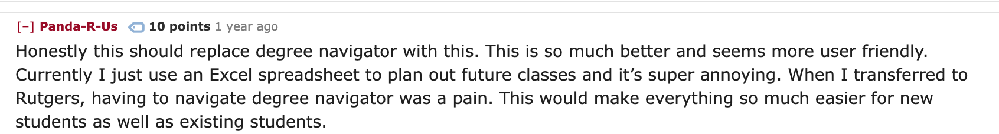 [–] Panda-R-Us 10 points 1 year ago
Honestly this should replace degree navigator with this. This is so much better and seems more user friendly.
Currently I just use an Excel spreadsheet to plan out future classes and it’s super annoying. When I transferred to
Rutgers, having to navigate degree navigator was a pain. This would make everything so much easier for new
students as well as existing students.